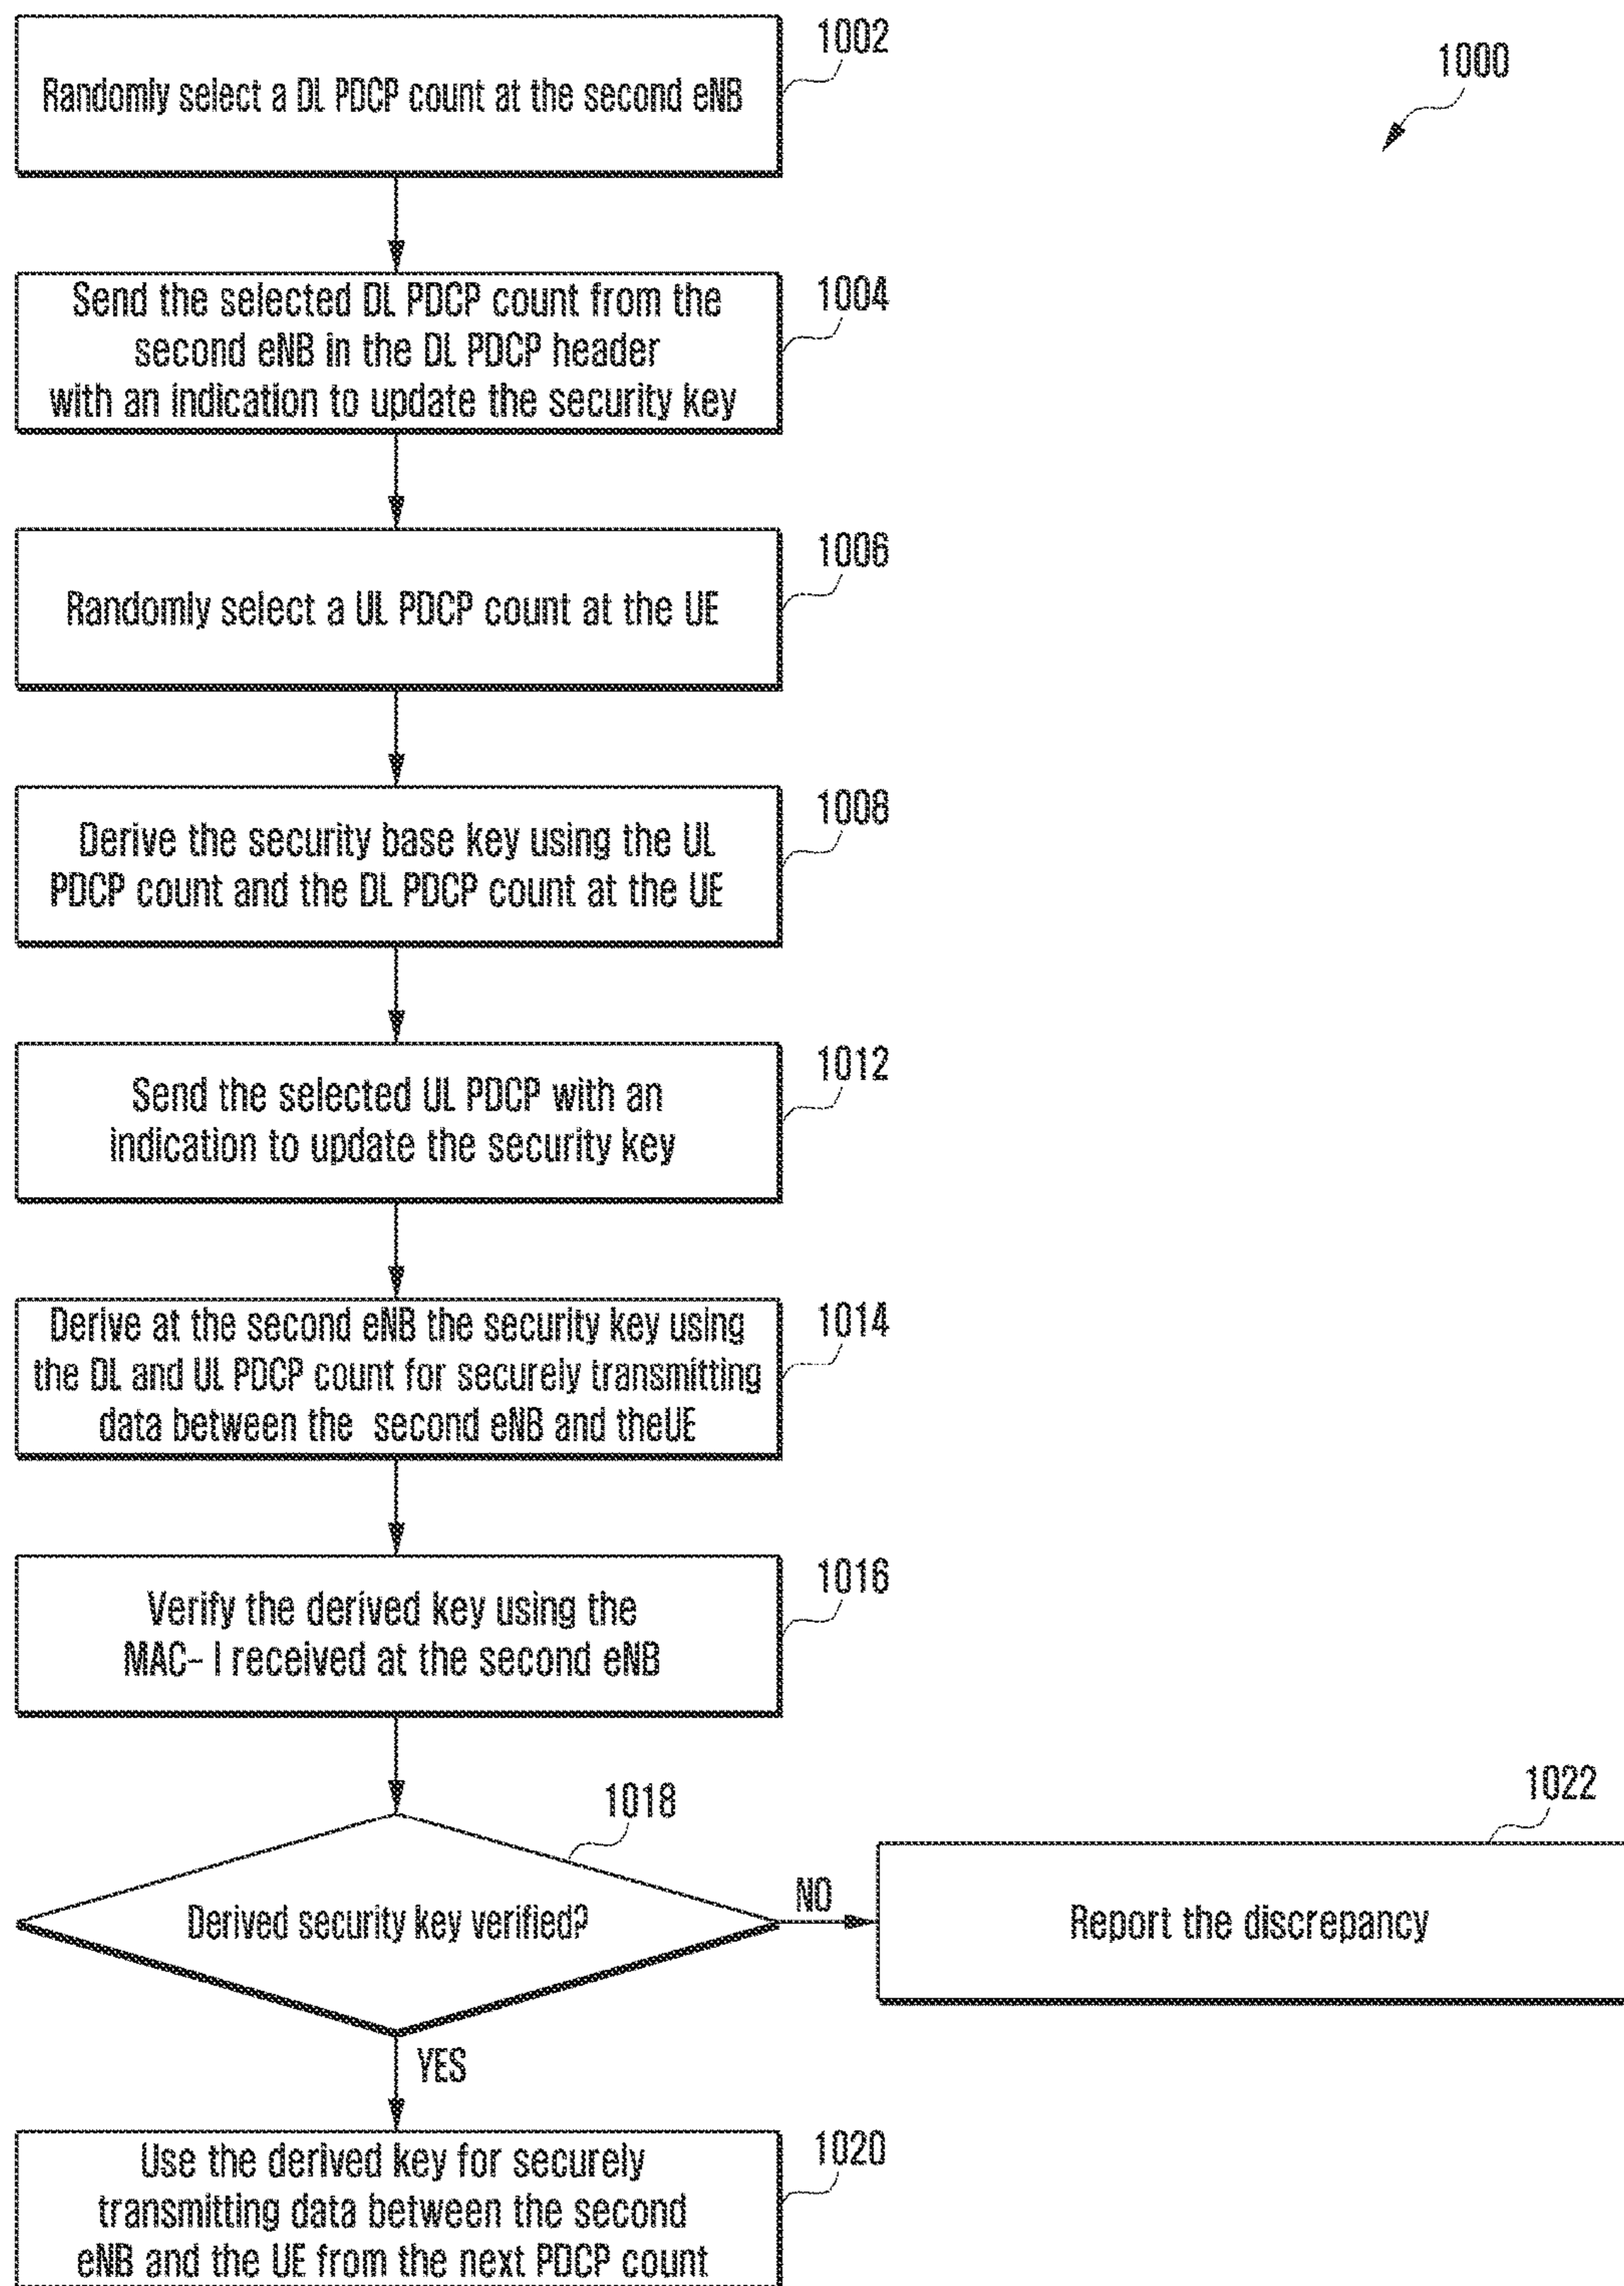 1000
1002
Randomly select a DL PDCP count at the second eNB
1004
Send the selected DL PDCP count from the
second eNB in the DL PDCP header
with an indication to update the security key
1006
Randomly select a UL PDCP count at the UE
1008
Derive the security base key using the UL
PDCP count and the DL PDCP count at the UE
1012
Send the selected UL PDCP with an
indication to update the security key
1014
Derive at the second eNB the security key using
the DL and UL PDCP count for securely transmitting
data between the second eNB and theUE
1016
Verify the derived key using the
MAC- I received at the second eNB
1018
Derived security key verified?
NO
1022
Report the discrepancy
YES
1020
Use the derived key for securely
transmitting data between the second
eNB and the UE from the next PDCP count